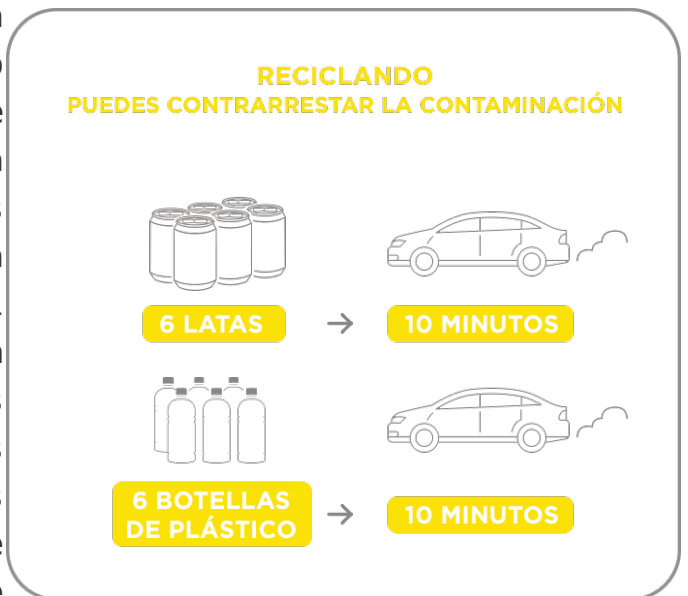 RECICLANDO
PUEDES CONTRARRESTAR LA CONTAMINACIÓN
6 LATAS → 10 MINUTOS
6 BOTELLAS
DE PLÁSTICO → 10 MINUTOS